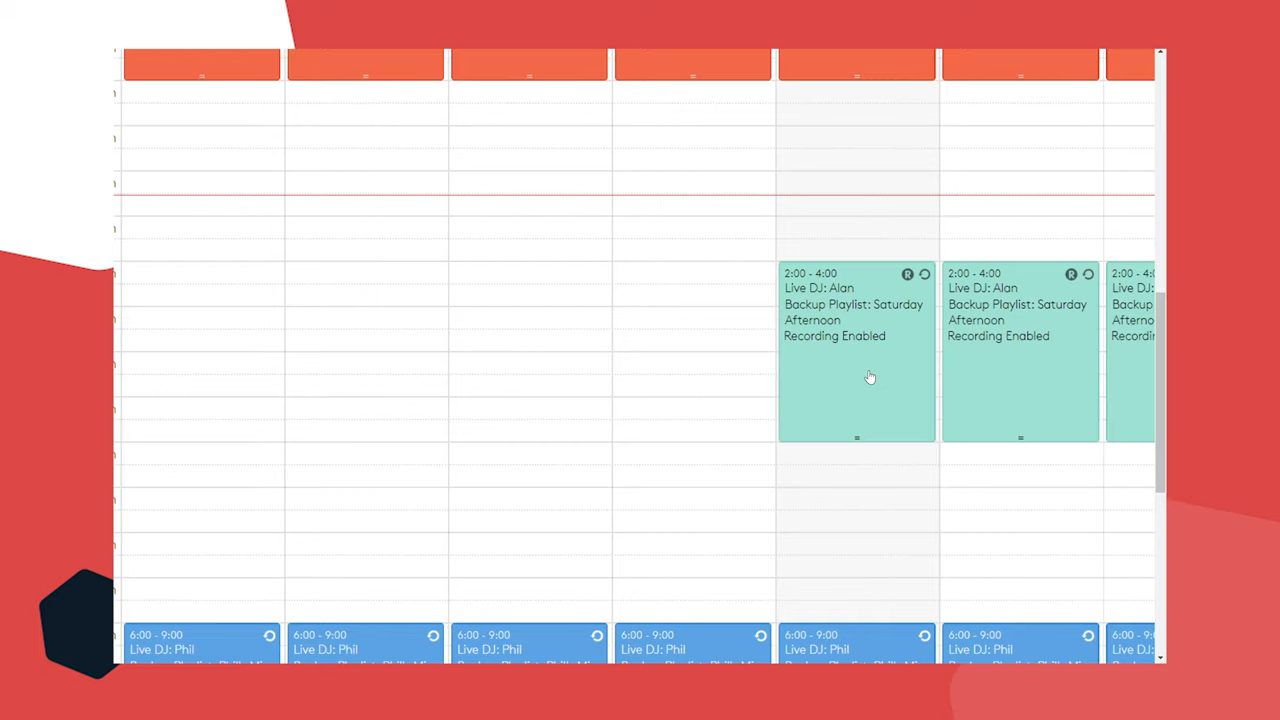 2:00 - 4:00 R
Live DJ: Alan
Backup Playlist: Saturday
Afternoon
Recording Enabled
2:00 - 4:00 R
Live DJ: Alan
Backup Playlist: Saturday
Afternoon
Recording Enabled
2:00 - 4:0
Live DJ:
Backup
Afterno
Recordin
6:00 - 9:00
Live DJ: Phil
6:00 - 9:00
Live DJ: Phil
6:00 - 9:00
Live DJ: Phil
6:00 - 9:00
Live DJ: Phil
6:00 - 9:00
Live DJ: Phil
6:00 - 9:00
Live DJ: Phil
6:00 - 9:0
Live DJ: